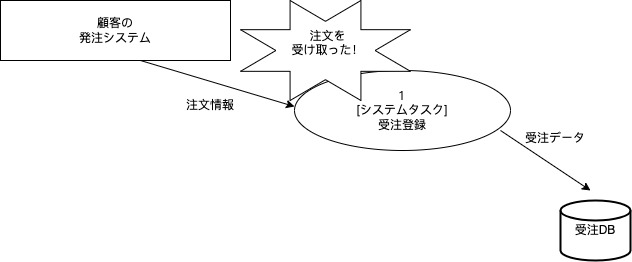 顧客の
発注システム
注文を
受け取った!
注文情報
1
[システムタスク]
受注登録
受注データ
受注DB